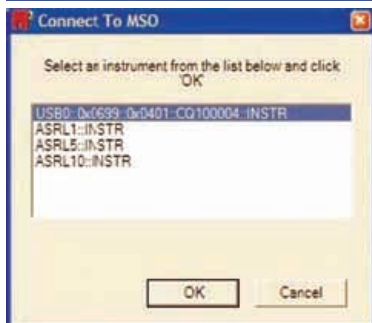 Connect To MSO
Select an instrument from the list below and click
'OK'
USB0::0x0699::0x0401::CQ100004::INSTR
ASRL1::INSTR
ASRL5::INSTR
ASRL10::INSTR
OK Cancel